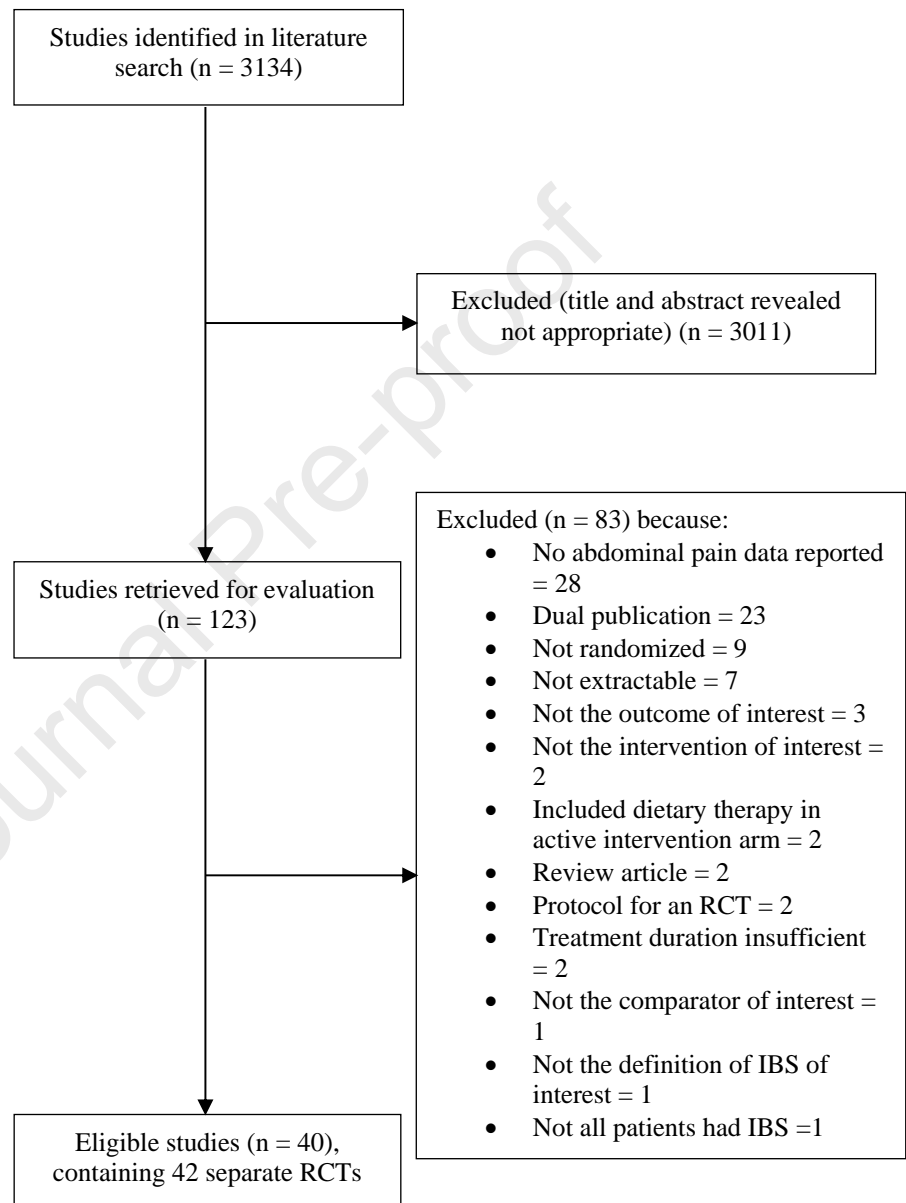 Studies identified in literature
search (n = 3134)
Excluded (title and abstract revealed
not appropriate) (n = 3011)
Studies retrieved for evaluation
(n = 123)
Excluded (n = 83) because:
• No abdominal pain data reported
= 28
• Dual publication = 23
• Not randomized = 9
• Not extractable = 7
• Not the outcome of interest = 3
• Not the intervention of interest =
2
• Included dietary therapy in
active intervention arm = 2
• Review article = 2
• Protocol for an RCT = 2
• Treatment duration insufficient
= 2
• Not the comparator of interest =
1
• Not the definition of IBS of
interest = 1
• Not all patients had IBS =1
Eligible studies (n = 40),
containing 42 separate RCTs
Journal Pre-proof